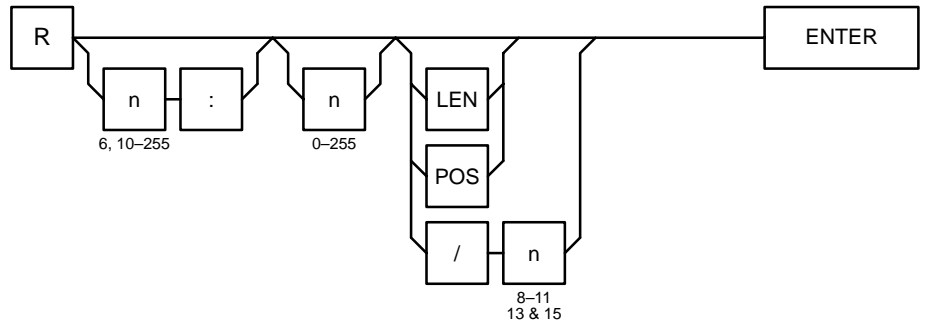 R
ENTER
n
:
n
LEN
6, 10–255
0–255
POS
/
n
8–11
13 & 15